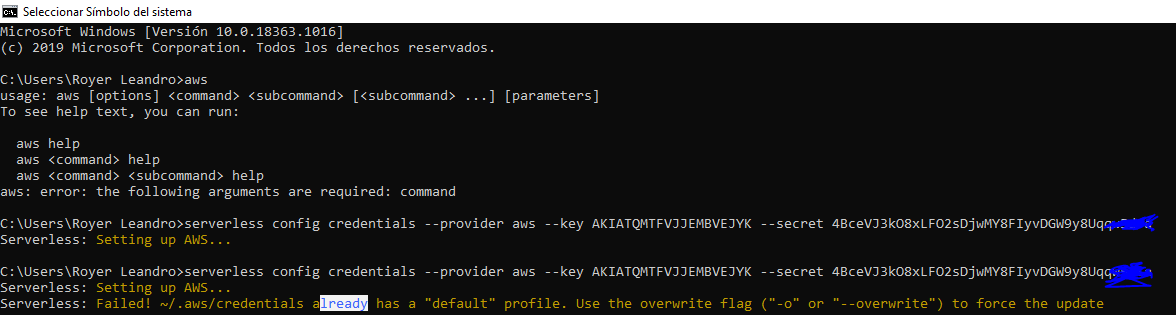 Seleccionar Símbolo del sistema
Microsoft Windows [Versión 10.0.18363.1016]
(c) 2019 Microsoft Corporation. Todos los derechos reservados.
C:\Users\Royer Leandro>aws
usage: aws [options] <command> <subcommand> [<subcommand> ...] [parameters]
To see help text, you can run:
aws help
aws <command> help
aws <command> <subcommand> help
aws: error: the following arguments are required: command
C:\Users\Royer Leandro>serverless config credentials --provider aws --key AKIATQMTFVJJEMBVEJYK --secret
Serverless: Setting up AWS...
C:\Users\Royer Leandro>serverless config credentials --provider aws --key AKIATQMTFVJJEMBVEJYK --secret
Serverless: Setting up AWS...
Serverless: Failed! ~/.aws/credentials already has a "default" profile. Use the overwrite flag ("-o" or "--overwrite") to force the update